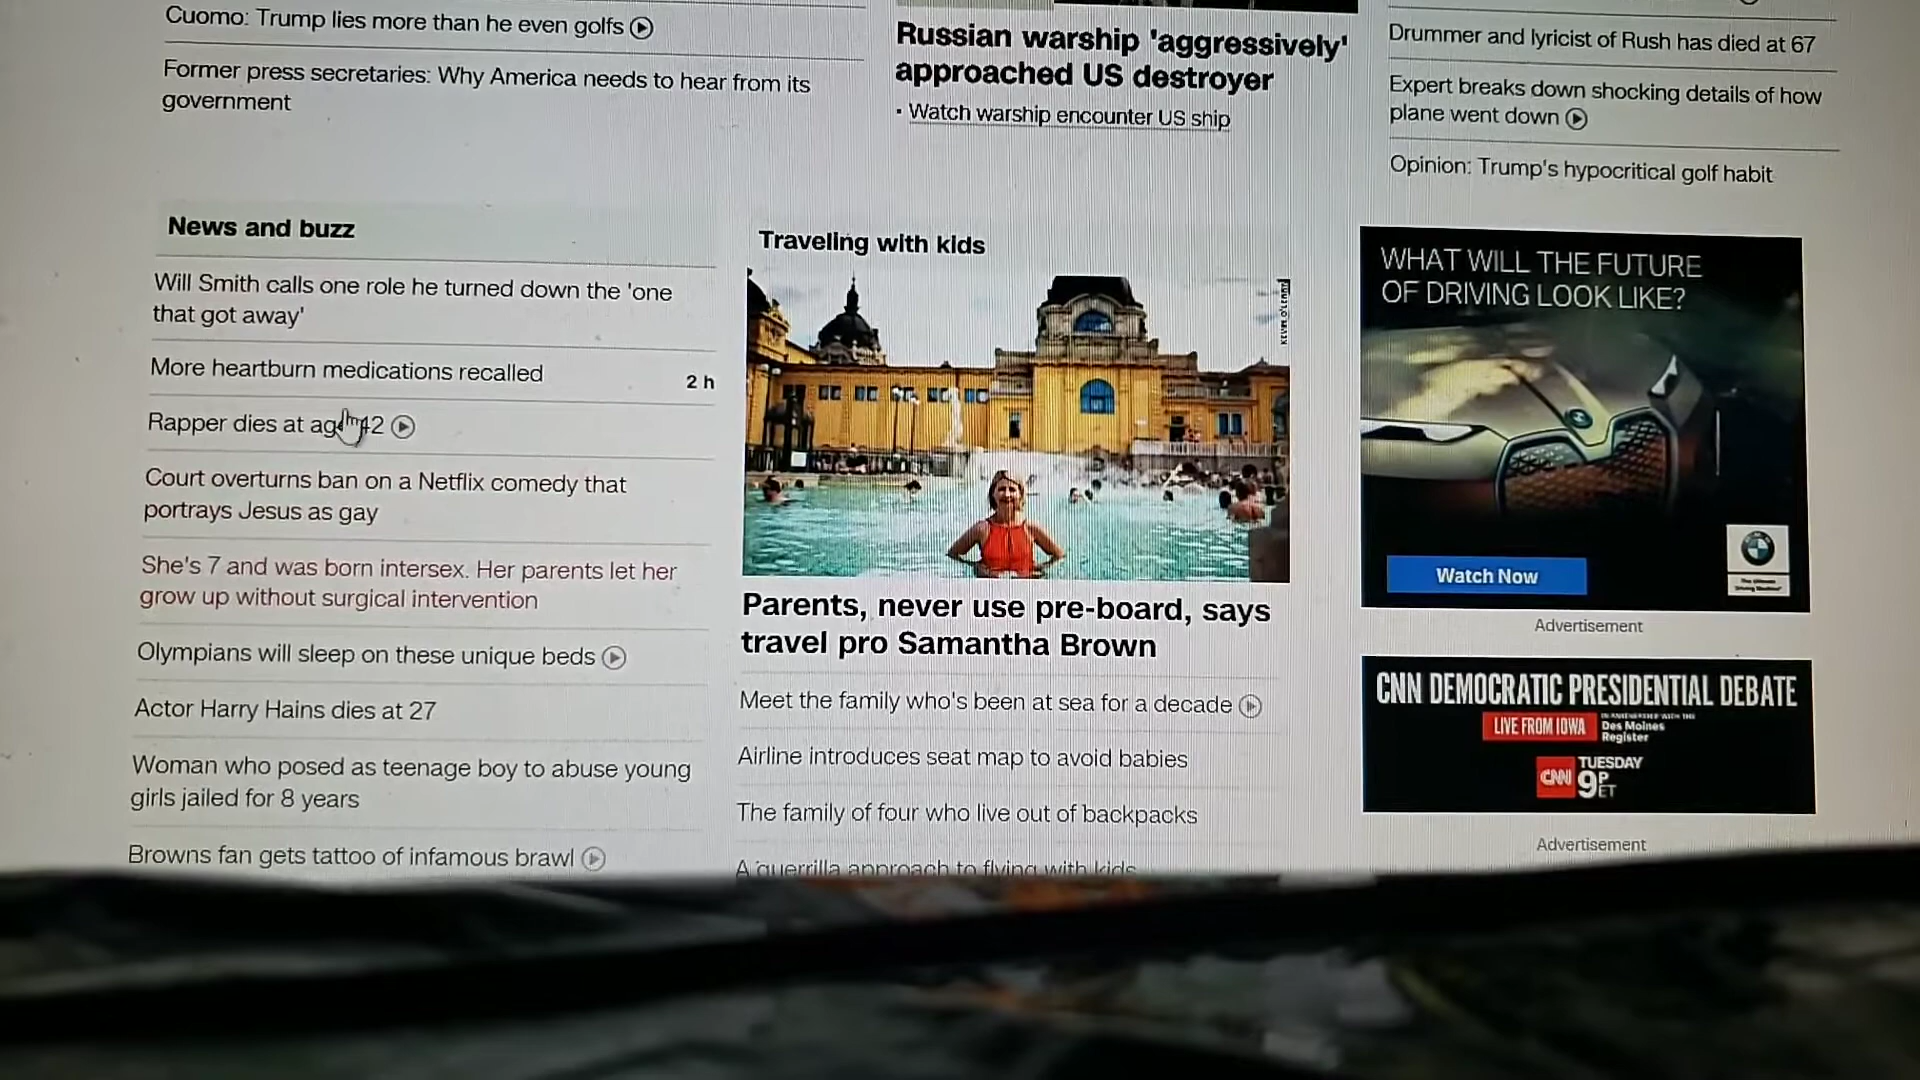 Cuomo: Trump lies more than he even golfs
Former press secretaries: Why America needs to hear from its
government
Russian warship 'aggressively'
approached US destroyer
Watch warship encounter US ship
Drummer and lyricist of Rush has died at 67
Expert breaks down shocking details of how
plane went down
Opinion: Trump's hypocritical golf habit
News and buzz
Will Smith calls one role he turned down the 'one
that got away'
More heartburn medications recalled
2 h
Rapper dies at age 42
Court overturns ban on a Netflix comedy that
portrays Jesus as gay
She's 7 and was born intersex. Her parents let her
grow up without surgical intervention
Olympians will sleep on these unique beds
Actor Harry Hains dies at 27
Woman who posed as teenage boy to abuse young
girls jailed for 8 years
Browns fan gets tattoo of infamous brawl
Traveling with kids
Parents, never use pre-board, says
travel pro Samantha Brown
Meet the family who's been at sea for a decade
Airline introduces seat map to avoid babies
The family of four who live out of backpacks
A guerrilla approach to flying with kids
WHAT WILL THE FUTURE
OF DRIVING LOOK LIKE?
Watch Now
Advertisement
CNN DEMOCRATIC PRESIDENTIAL DEBATE
LIVE FROM IOWA
Des Moines
Register
CNN
TUESDAY
9P
ET
Advertisement